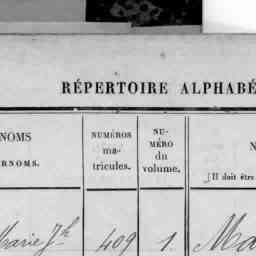 RÉPERTOIRE ALPHABÉ
NOMS
RNOMS.
NUMÉROS
ma-
tricules.
NU-
MÉRO
du
volume.
N
[Il doit être
Marie Jh 409 1. Ma